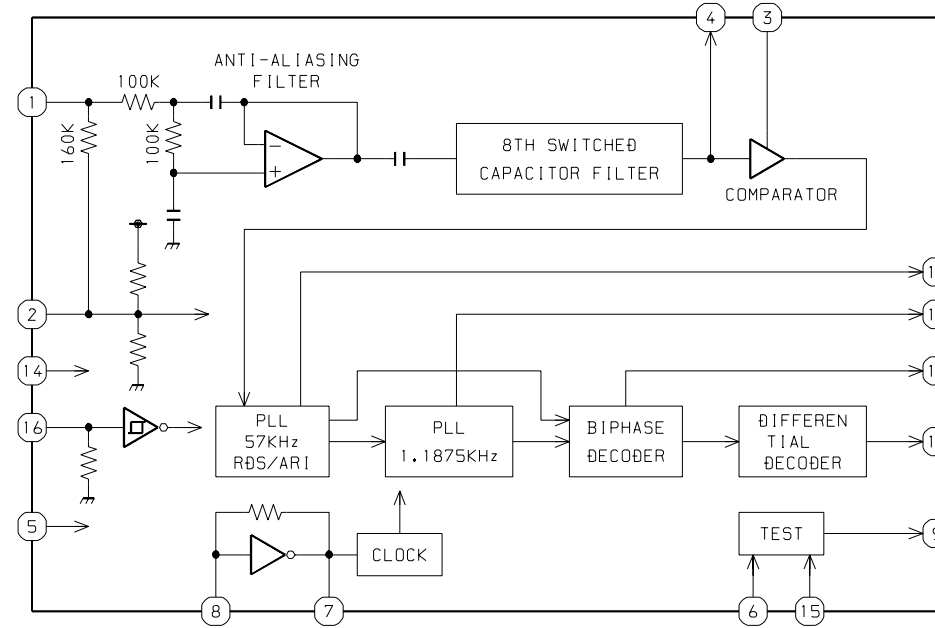 4
3
ANTI-ALIASING
FILTER
100K
1
160K
100K
−
+
8TH SWITCHED
CAPACITOR FILTER
COMPARATOR
2
14
16
PLL
57KHz
RDS/ARI
PLL
1.1875KHz
BIPHASE
DECODER
DIFFEREN
TIAL
DECODER
5
CLOCK
TEST
8
7
6
15